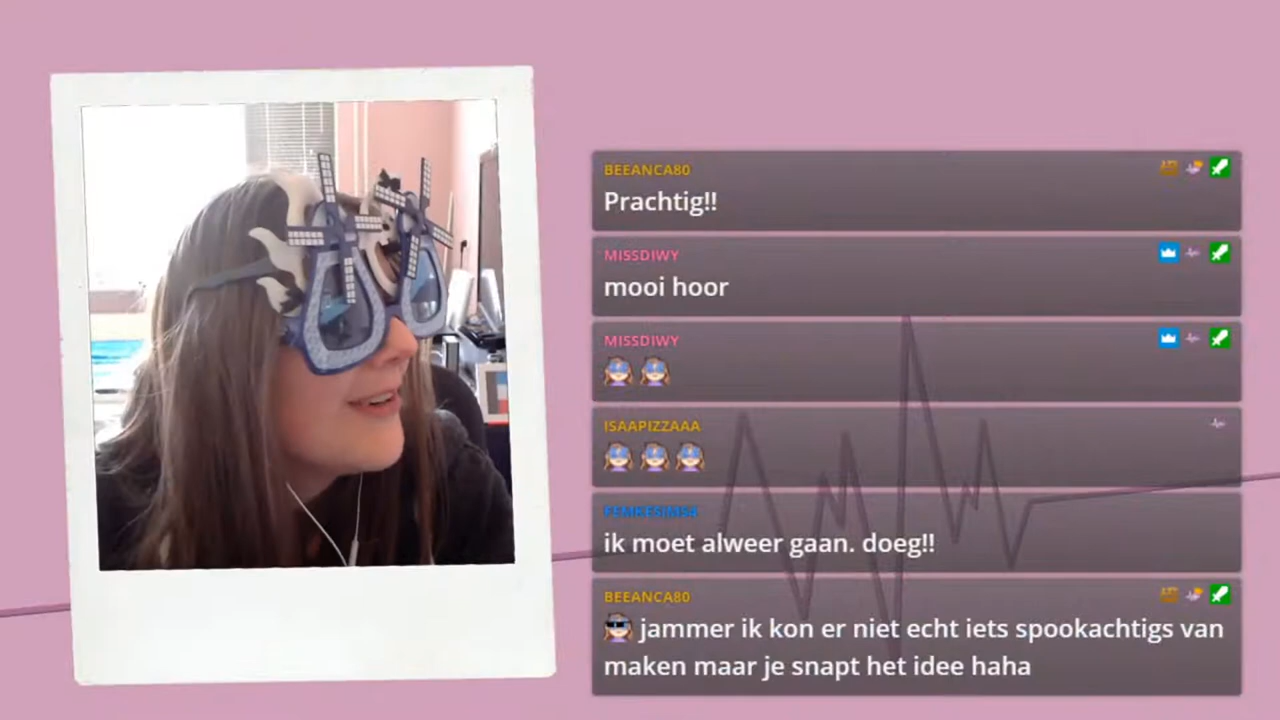 BEEANCA80
Prachtig!!
MISSDIWY
mooi hoor
MISSDIWY
ISAAPIZZAAA
FEMKESIMS4
ik moet alweer gaan. doeg!!
BEEANCA80
jammer ik kon er niet echt iets spookachtigs van
maken maar je snapt het idee haha